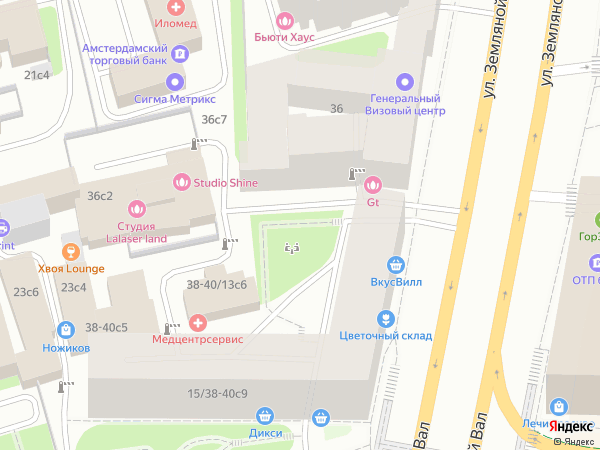 Иломед
Бьюти Хаус
ул. Земляной
ул. Земляно
Амстердамский
торговый банк
21с4
Сигма Метрикс
Генеральный
Визовый центр
36
36с7
36с2
Studio Shine
Gt
Студия
Lalaser land
rint
Хвоя Lounge
ГорЗ
ОТП б
ВкусВилл
23с6
23с4
38-40/13с6
38-40с5
Ножиков
Медцентрсервис
Цветочный склад
15/38-40с9
Дикси
Вал
й Вал
Лечи
Яндекс
© Яндекс